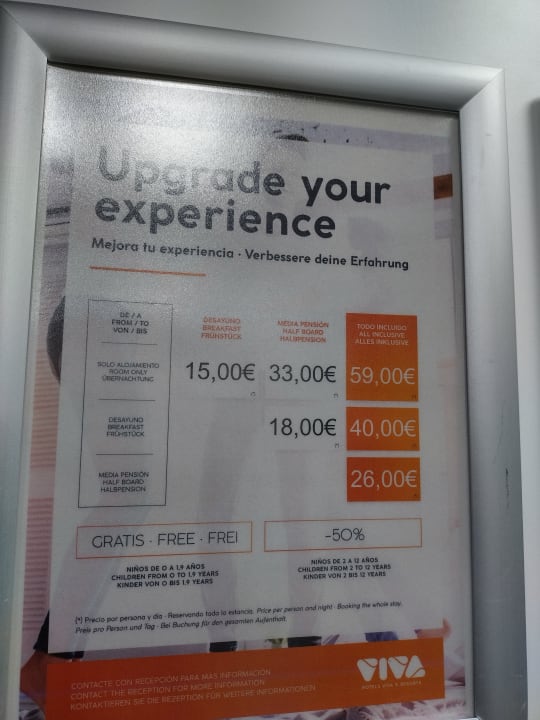 Upgrade your
experience
Mejora tu experiencia · Verbessere deine Erfahrung
DE / A
FROM / TO
VON / BIS
DESAYUNO
BREAKFAST
FRÜHSTÜCK
MEDIA PENSIÓN
HALF BOARD
HALBPENSION
TODO INCLUIDO
ALL INCLUSIVE
ALLES INKLUSIVE
SOLO ALOJAMIENTO
ROOM ONLY
ÜBERNACHTUNG
15,00€ 33,00€ 59,00€
(*) (*) (*)
DESAYUNO
BREAKFAST
FRÜHSTÜCK
18,00€ 40,00€
(*) (*)
MEDIA PENSIÓN
HALF BOARD
HALBPENSION
26,00€
(*)
GRATIS · FREE · FREI
NIÑOS DE 0 A 1,9 AÑOS
CHILDREN FROM 0 TO 1,9 YEARS
KINDER VON 0 BIS 1,9 YEARS
-50%
NIÑOS DE 2 A 12 AÑOS
CHILDREN FROM 2 TO 12 YEARS
KINDER VON 2 BIS 12 YEARS
(*) Precio por persona y día · Reservando toda la estancia. Price per person and night · Booking the whole stay.
Preis pro Person und Tag · Bei Buchung für den gesamten Aufenthalt.
CONTACTE CON RECEPCIÓN PARA MÁS INFORMACIÓN
CONTACT THE RECEPTION FOR MORE INFORMATION
KONTAKTIEREN SIE DIE REZEPTION FÜR WEITERE INFORMATIONEN
VIVA
HOTELS VIVA & RESORTS